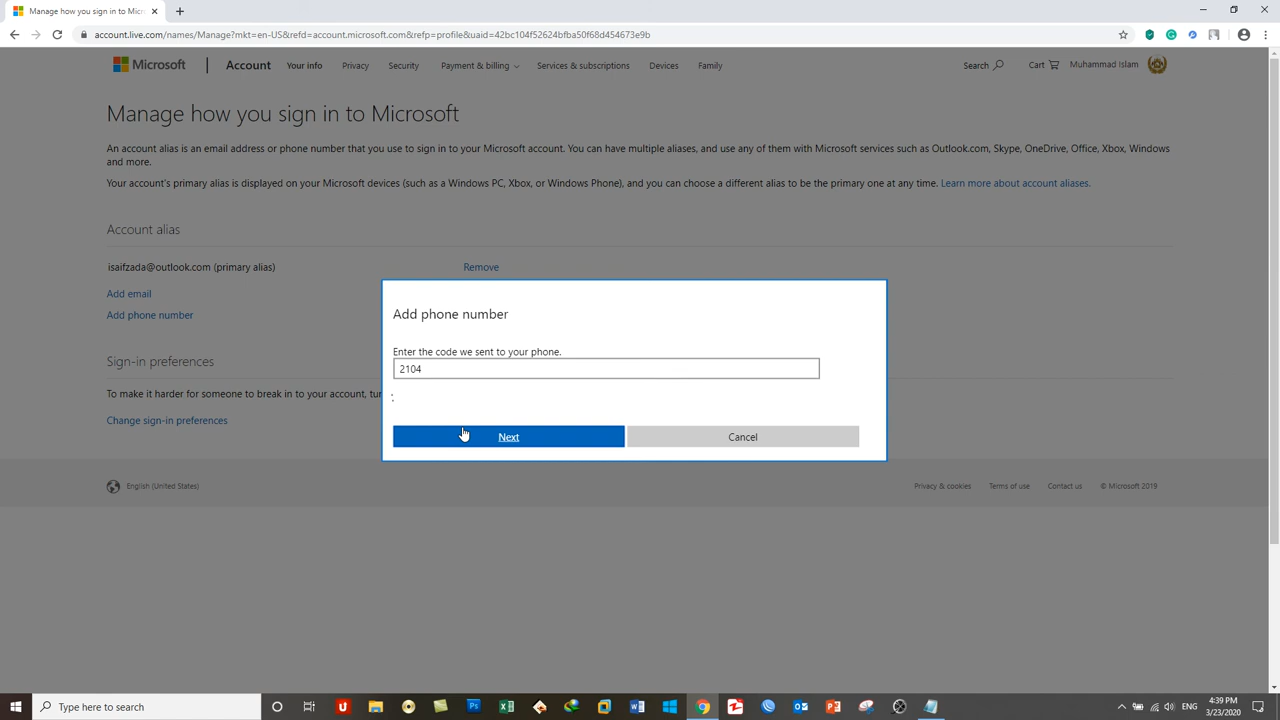 Manage how you sign in to Micr
account.live.com/names/Manage?mkt=en-US&refd=account.microsoft.com&refp=profile&uaid=42bc104f52624bfba50f68d454673e9b
Microsoft
Account
Your info
Privacy
Security
Payment & billing
Services & subscriptions
Devices
Family
Search
Cart
Muhammad Islam
Manage how you sign in to Microsoft
An account alias is an email address or phone number that you use to sign in to your Microsoft account. You can have multiple aliases, and use any of them with Microsoft services such as Outlook.com, Skype, OneDrive, Office, Xbox, Windows
and more.
Your account's primary alias is displayed on your Microsoft devices (such as a Windows PC, Xbox, or Windows Phone), and you can choose a different alias to be the primary one at any time. Learn more about account aliases.
Account alias
isaifzada@outlook.com (primary alias)
Remove
Add email
Add phone number
Sign-in preferences
To make it harder for someone to break in to your account, tur
Change sign-in preferences
Add phone number
Enter the code we sent to your phone.
2104
Next
Cancel
English (United States)
Privacy & cookies
Terms of use
Contact us
© Microsoft 2019
Type here to search
ENG
4:39 PM
3/23/2020